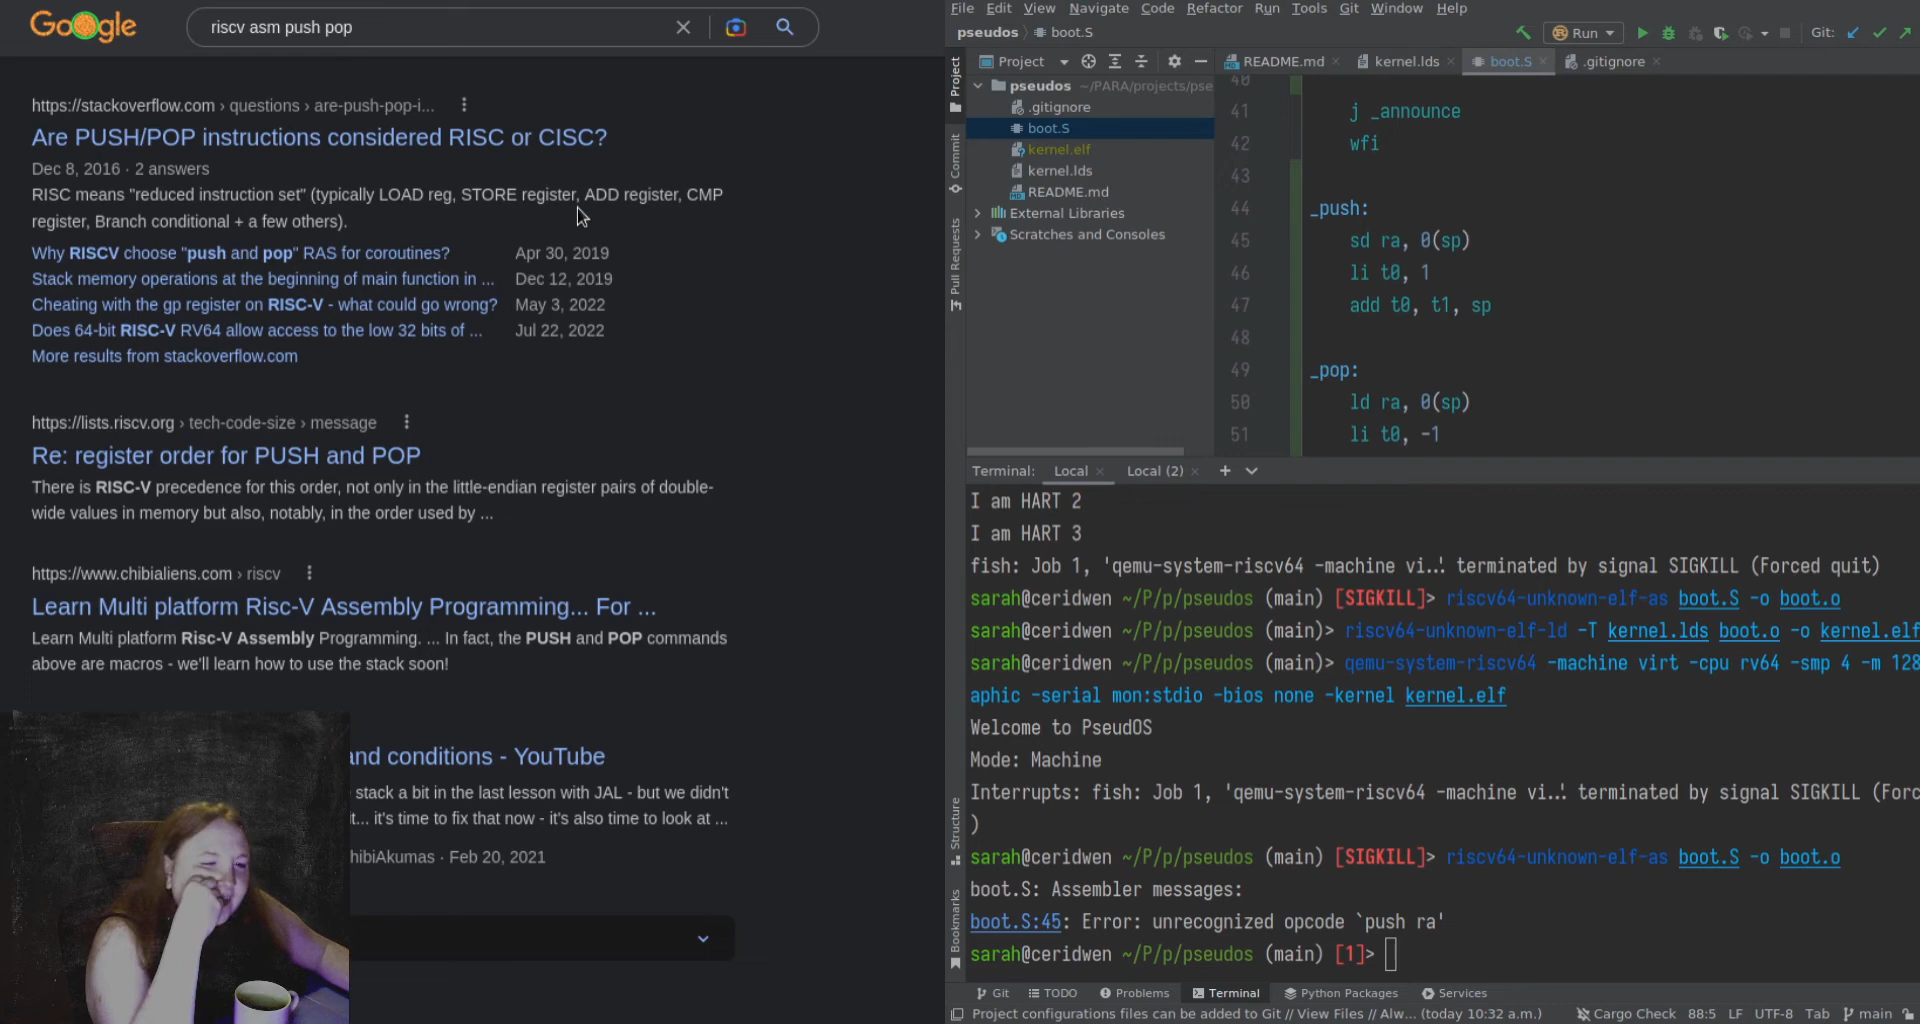 Google
riscv asm push pop
https://stackoverflow.com › questions › are-push-pop-i...
Are PUSH/POP instructions considered RISC or CISC?
Dec 8, 2016 · 2 answers
RISC means "reduced instruction set" (typically LOAD reg, STORE register, ADD register, CMP
register, Branch conditional + a few others).
Why RISCV choose "push and pop" RAS for coroutines? Apr 30, 2019
Stack memory operations at the beginning of main function in ... Dec 12, 2019
Cheating with the gp register on RISC-V - what could go wrong? May 3, 2022
Does 64-bit RISC-V RV64 allow access to the low 32 bits of ... Jul 22, 2022
More results from stackoverflow.com
https://lists.riscv.org › tech-code-size › message
Re: register order for PUSH and POP
There is RISC-V precedence for this order, not only in the little-endian register pairs of double-
wide values in memory but also, notably, in the order used by ...
https://www.chibialiens.com › riscv
Learn Multi platform Risc-V Assembly Programming... For ...
Learn Multi platform Risc-V Assembly Programming. ... In fact, the PUSH and POP commands
above are macros - we'll learn how to use the stack soon!
and conditions - YouTube
stack a bit in the last lesson with JAL - but we didn't
it... it's time to fix that now - it's also time to look at ...
hibiAkumas · Feb 20, 2021
File Edit View Navigate Code Refactor Run Tools Git Window Help
pseudos › boot.S
Run Git:
Project
README.md kernel.lds boot.S .gitignore
pseudos ~/PARA/projects/pse
.gitignore
boot.S
kernel.elf
kernel.lds
README.md
External Libraries
Scratches and Consoles
Project
Commit
Pull Requests
Structure
Bookmarks
40
41 j _announce
42 wfi
43
44 _push:
45 sd ra, 0(sp)
46 li t0, 1
47 add t0, t1, sp
48
49 _pop:
50 ld ra, 0(sp)
51 li t0, -1
Terminal: Local Local (2)
I am HART 2
I am HART 3
fish: Job 1, 'qemu-system-riscv64 -machine vi…' terminated by signal SIGKILL (Forced quit)
sarah@ceridwen ~/P/p/pseudos (main) [SIGKILL]> riscv64-unknown-elf-as boot.S -o boot.o
sarah@ceridwen ~/P/p/pseudos (main)> riscv64-unknown-elf-ld -T kernel.lds boot.o -o kernel.elf
sarah@ceridwen ~/P/p/pseudos (main)> qemu-system-riscv64 -machine virt -cpu rv64 -smp 4 -m 128
aphic -serial mon:stdio -bios none -kernel kernel.elf
Welcome to PseudOS
Mode: Machine
Interrupts: fish: Job 1, 'qemu-system-riscv64 -machine vi…' terminated by signal SIGKILL (Forc
)
sarah@ceridwen ~/P/p/pseudos (main) [SIGKILL]> riscv64-unknown-elf-as boot.S -o boot.o
boot.S: Assembler messages:
boot.S:45: Error: unrecognized opcode `push ra'
sarah@ceridwen ~/P/p/pseudos (main) [1]>
Git TODO Problems Terminal Python Packages Services
Project configurations files can be added to Git // View Files // Alw... (today 10:32 a.m.) Cargo Check 88:5 LF UTF-8 Tab main